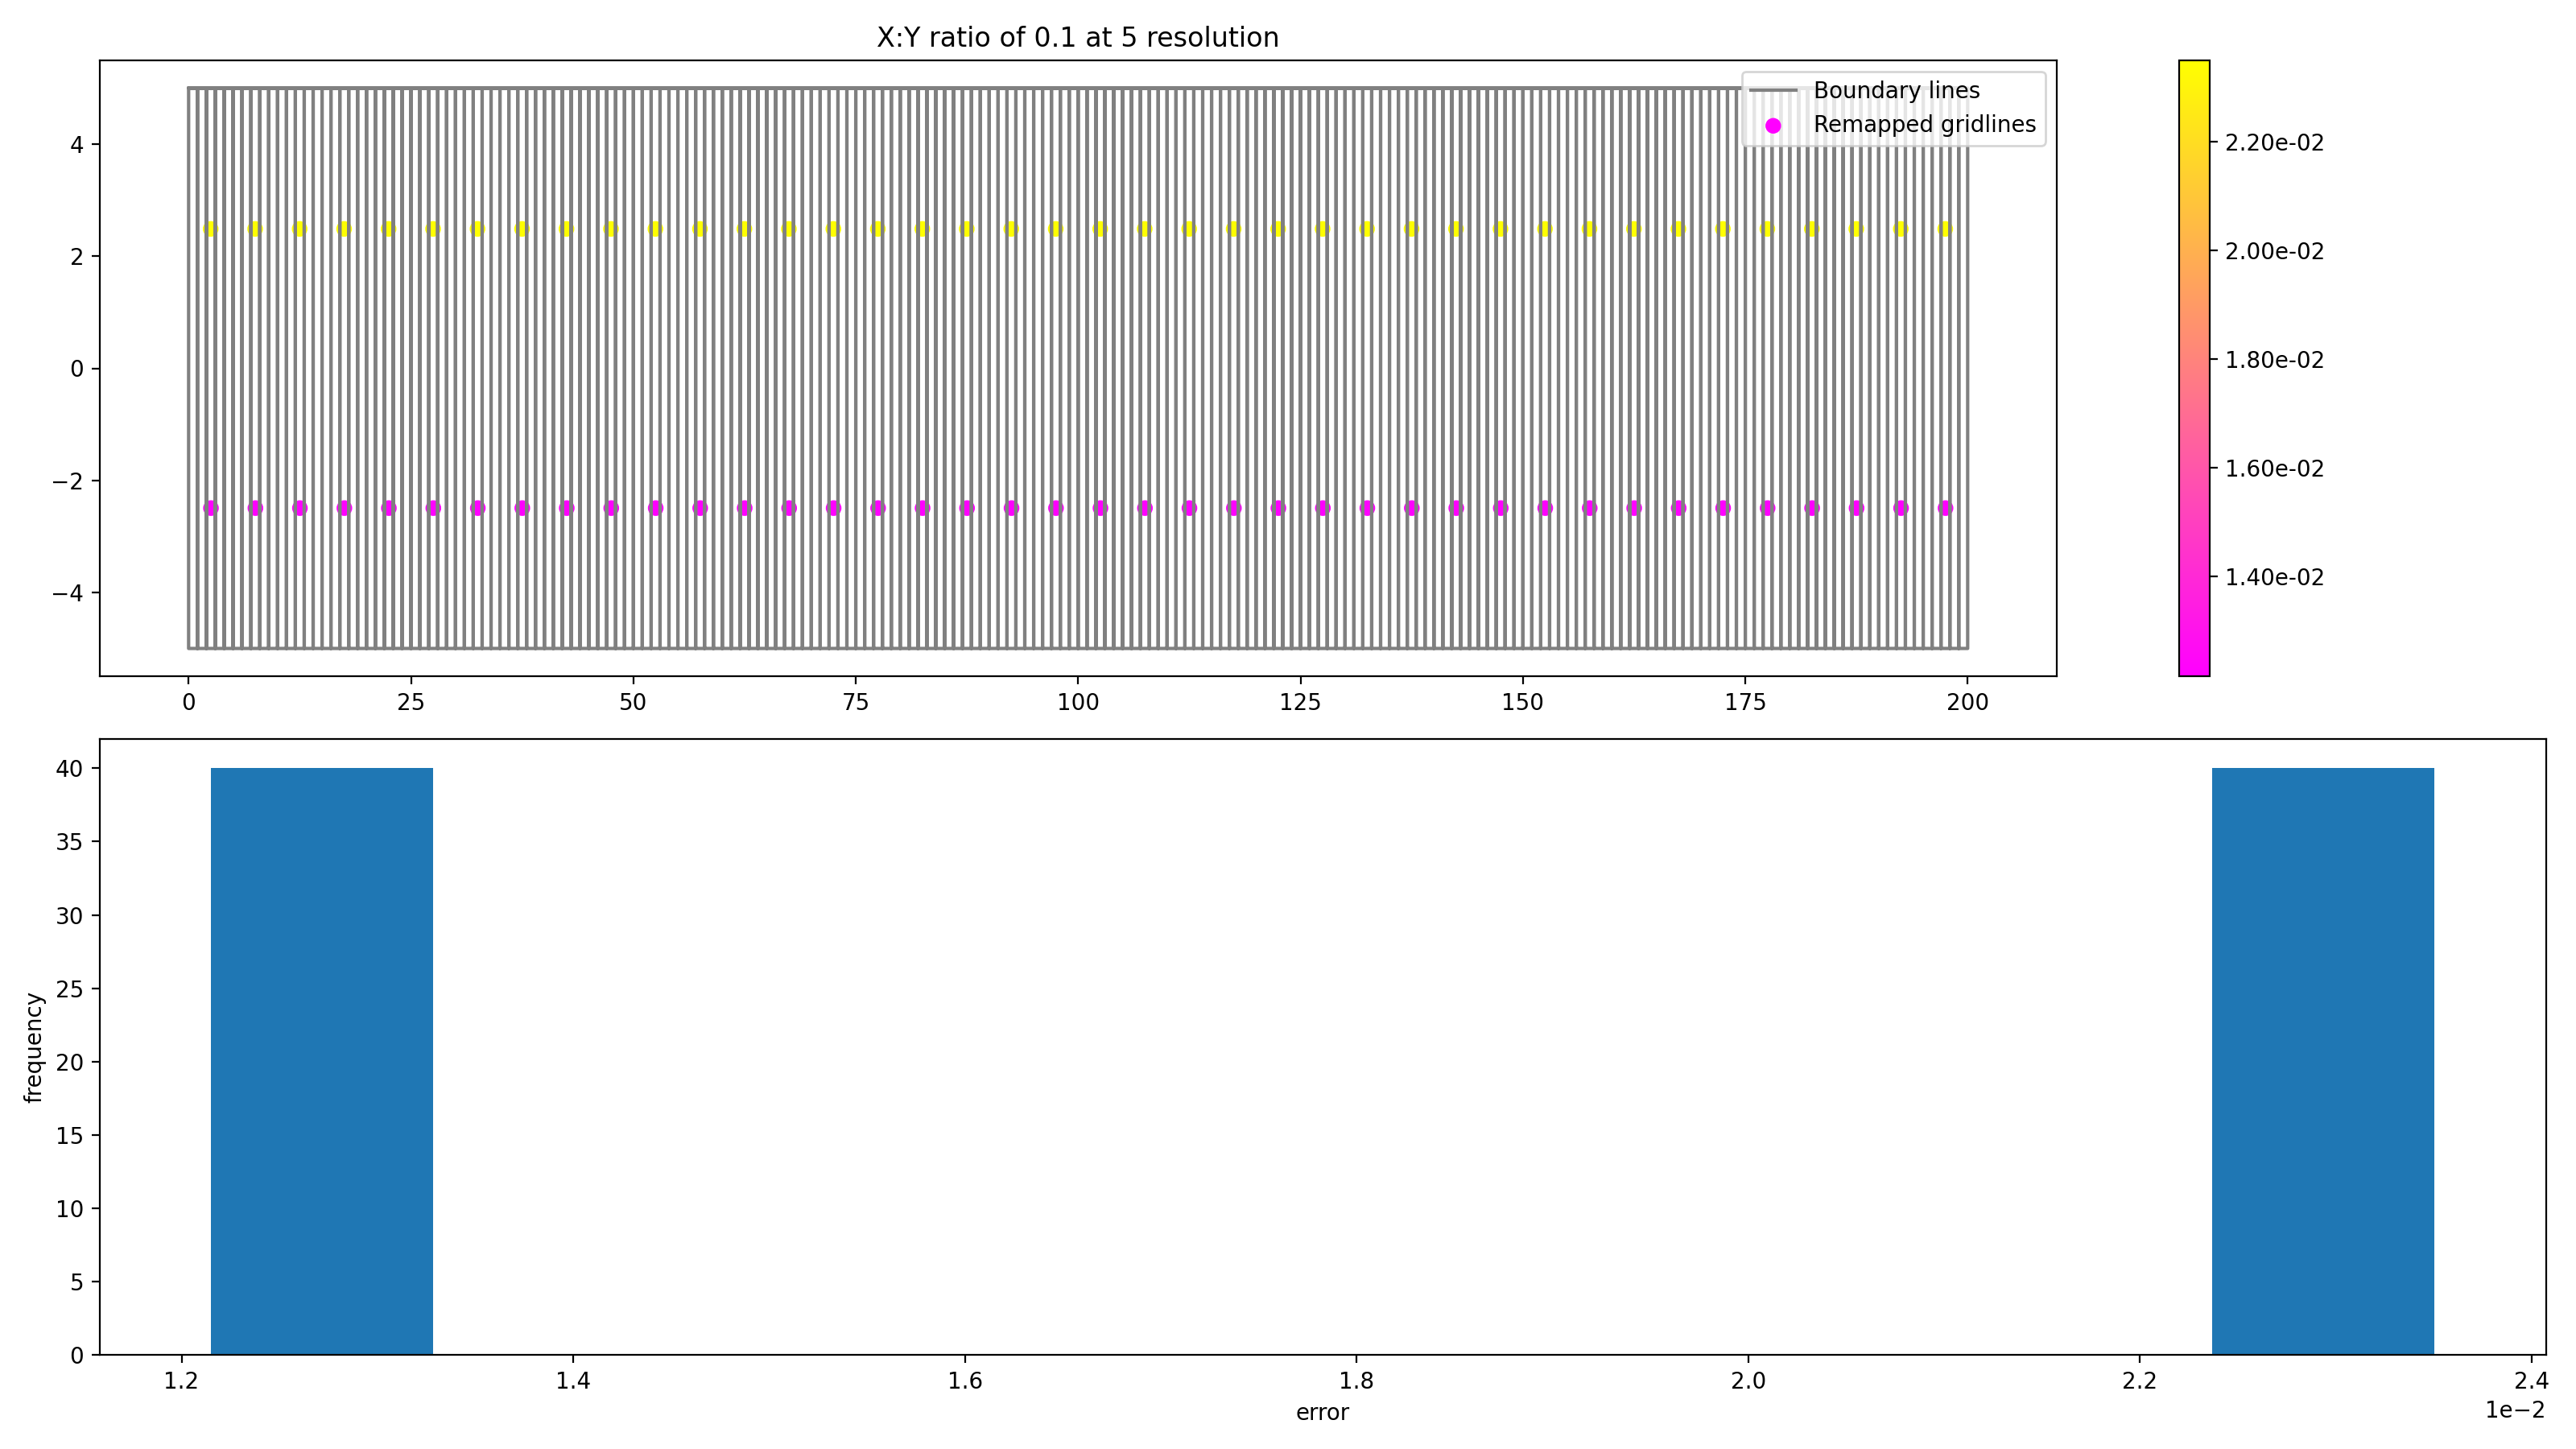 X:Y ratio of 0.1 at 5 resolution
Boundary lines
Remapped gridlines
4
2
0
−2
−4
0 25 50 75 100 125 150 175 200
2.20e-02
2.00e-02
1.80e-02
1.60e-02
1.40e-02
frequency
40
35
30
25
20
15
10
5
0
1.2 1.4 1.6 1.8 2.0 2.2 2.4
error
1e−2